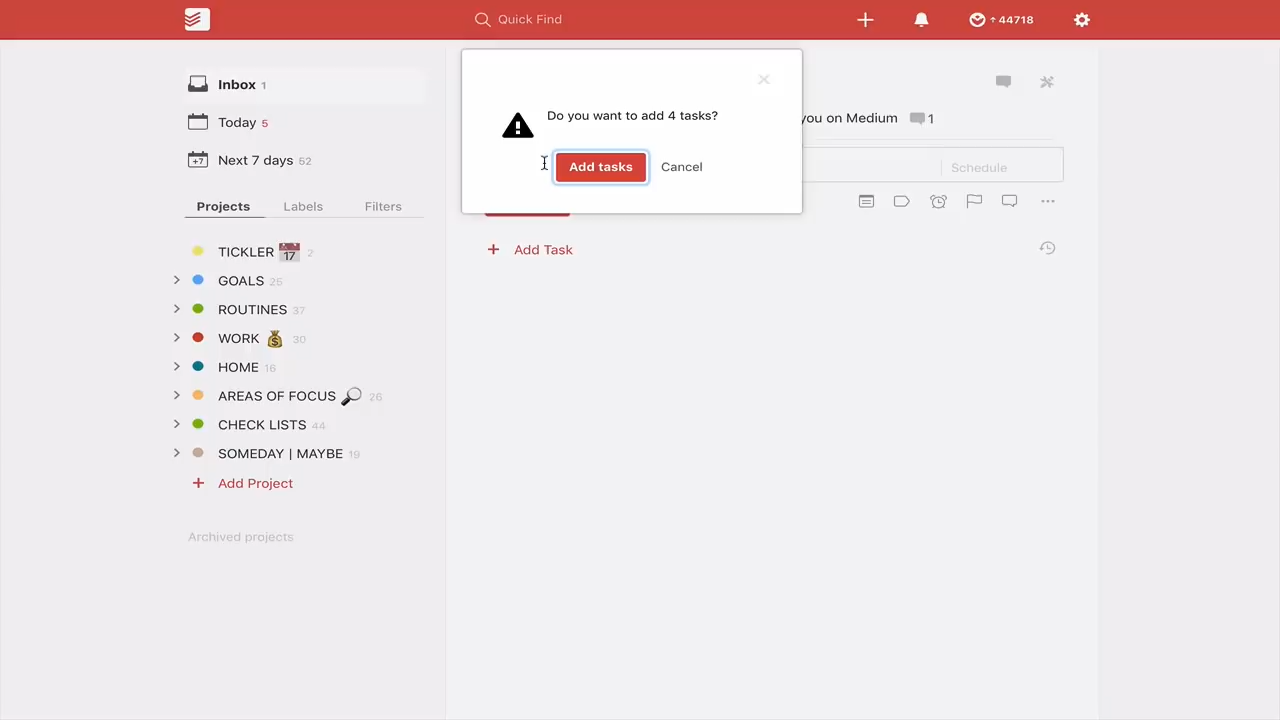 Quick Find
44718
Inbox 1
Today 5
+7 Next 7 days 52
Projects Labels Filters
TICKLER 17 2
GOALS 25
ROUTINES 37
WORK 30
HOME 16
AREAS OF FOCUS 26
CHECK LISTS 44
SOMEDAY | MAYBE 19
+ Add Project
Archived projects
Do you want to add 4 tasks?
Add tasks Cancel
you on Medium 1
Schedule
+ Add Task